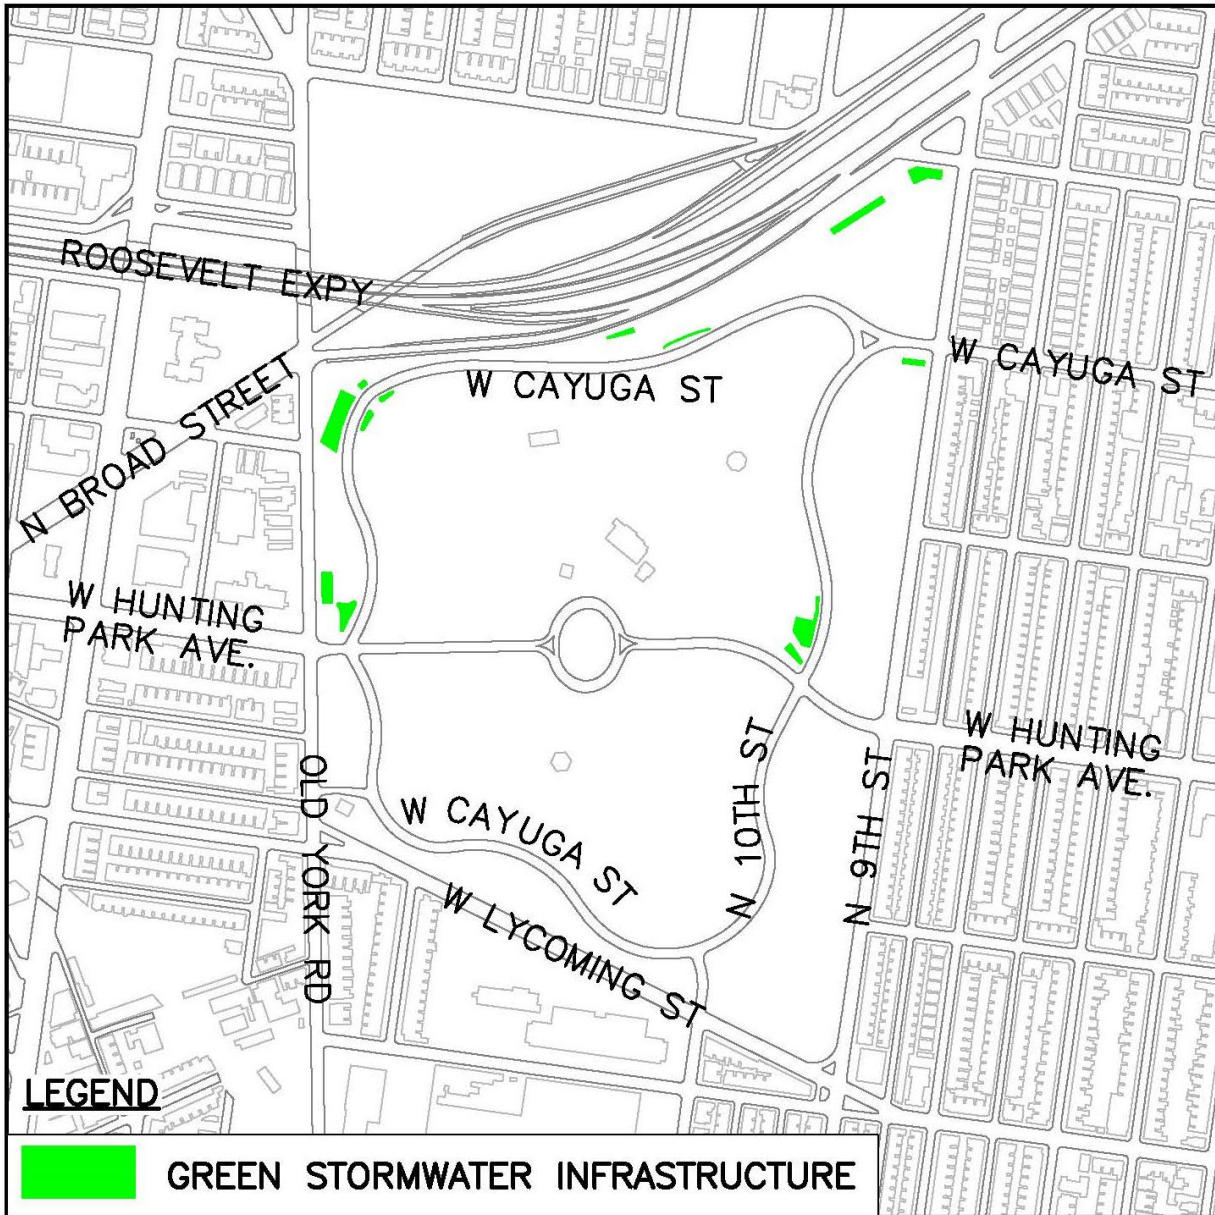 ROOSEVELT EXPY
W CAYUGA ST
W CAYUGA ST
N BROAD STREET
W HUNTING
PARK AVE.
W HUNTING
PARK AVE.
N 10TH ST
N 9TH ST
OLD YORK RD
W CAYUGA ST
W LYCOMING ST
LEGEND
GREEN STORMWATER INFRASTRUCTURE